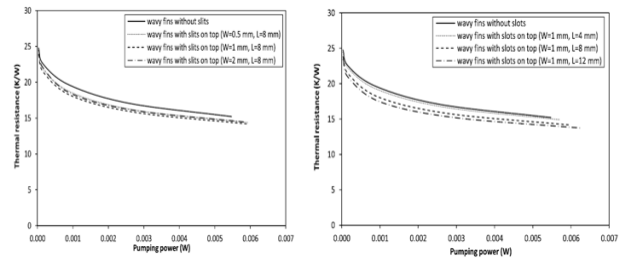 wavy fins without slits
wavy fins with slits on top (W=0.5 mm, L=8 mm)
wavy fins with slits on top (W=1 mm, L=8 mm)
wavy fins with slits on top (W=2 mm, L=8 mm)
Thermal resistance (K/W)
30
25
20
15
10
5
0
0.000 0.001 0.002 0.003 0.004 0.005 0.006 0.007
Pumping power (W)
wavy fins without slots
wavy fins with slots on top (W=1 mm, L=4 mm)
wavy fins with slots on top (W=1 mm, L=8 mm)
wavy fins with slots on top (W=1 mm, L=12 mm)
Thermal resistance (K/W)
30
25
20
15
10
5
0
0.000 0.001 0.002 0.003 0.004 0.005 0.006 0.007
Pumping power (W)